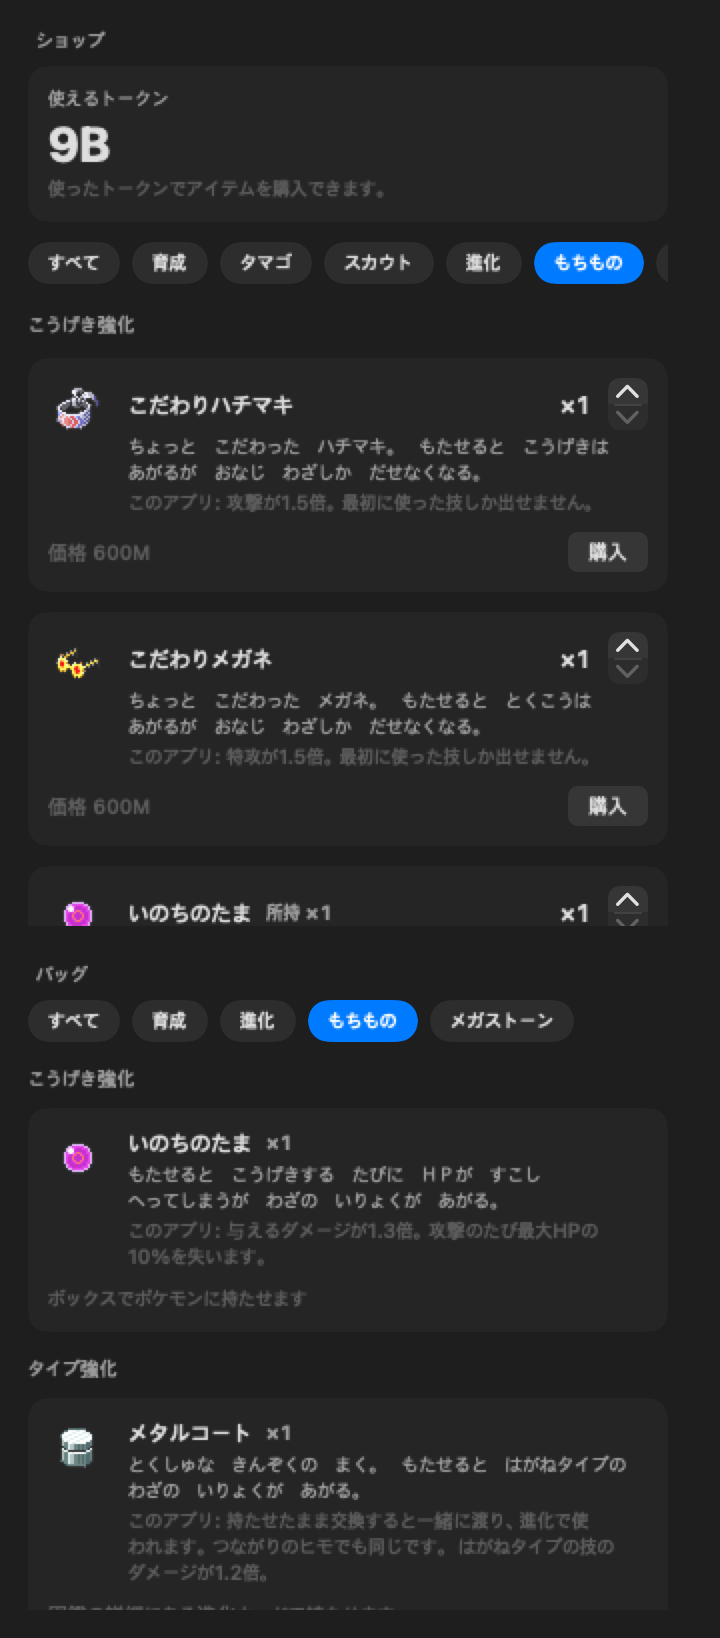 ショップ
使えるトークン
9B
使ったトークンでアイテムを購入できます。
すべて 育成 タマゴ スカウト 進化 もちもの
こうげき強化
こだわりハチマキ ×1
ちょっと　こだわった　ハチマキ。　もたせると　こうげきは
あがるが　おなじ　わざしか　だせなくなる。
このアプリ: 攻撃が1.5倍。最初に使った技しか出せません。
価格 600M 購入
こだわりメガネ ×1
ちょっと　こだわった　メガネ。　もたせると　とくこうは
あがるが　おなじ　わざしか　だせなくなる。
このアプリ: 特攻が1.5倍。最初に使った技しか出せません。
価格 600M 購入
いのちのたま 所持 ×1 ×1
バッグ
すべて 育成 進化 もちもの メガストーン
こうげき強化
いのちのたま ×1
もたせると　こうげきする　たびに　ＨＰが　すこし
へってしまうが　わざの　いりょくが　あがる。
このアプリ: 与えるダメージが1.3倍。攻撃のたび最大HPの
10%を失います。
ボックスでポケモンに持たせます
タイプ強化
メタルコート ×1
とくしゅな　きんぞくの　まく。　もたせると　はがねタイプの
わざの　いりょくが　あがる。
このアプリ: 持たせたまま交換すると一緒に渡り、進化で使
われます。つながりのヒモでも同じです。 はがねタイプの技の
ダメージが1.2倍。